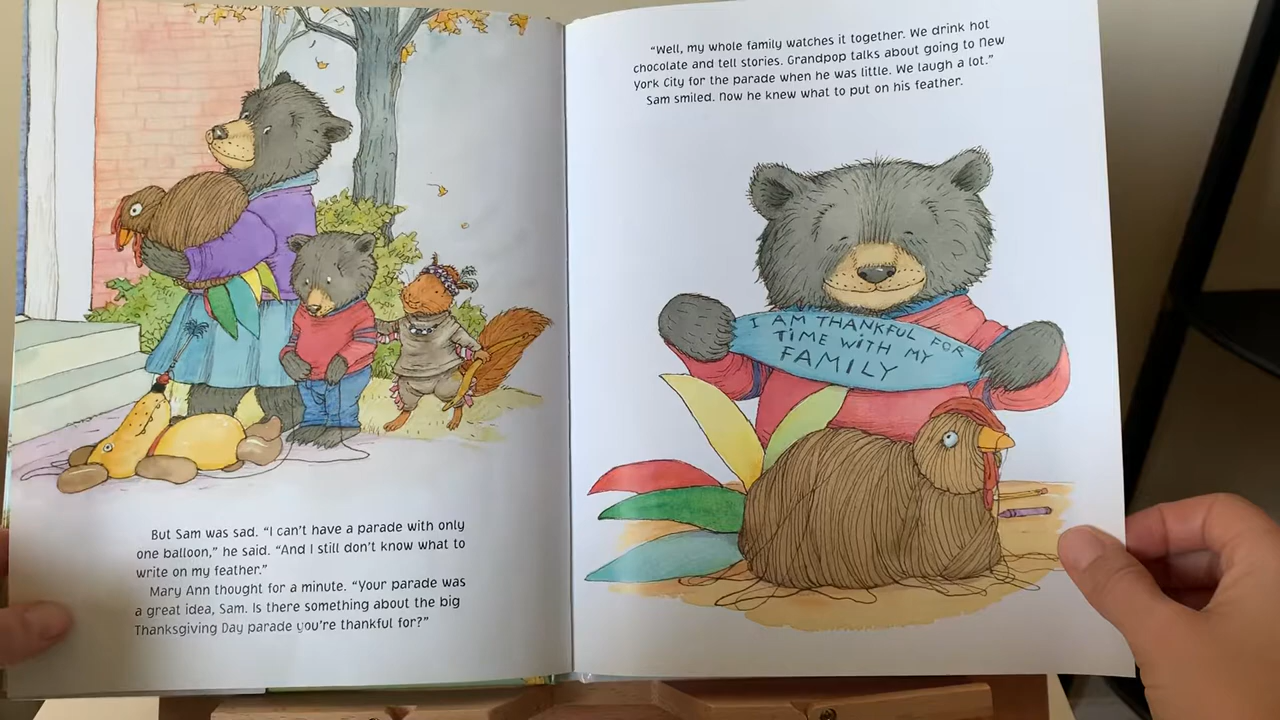 But Sam was sad. "I can't have a parade with only
one balloon," he said. "And I still don't know what to
write on my feather."
Mary Ann thought for a minute. "Your parade was
a great idea, Sam. Is there something about the big
Thanksgiving Day parade you're thankful for?"
"Well, my whole family watches it together. We drink hot
chocolate and tell stories. Grandpop talks about going to New
York City for the parade when he was little. We laugh a lot."
Sam smiled. Now he knew what to put on his feather.
I AM THANKFUL FOR
TIME WITH MY
FAMILY